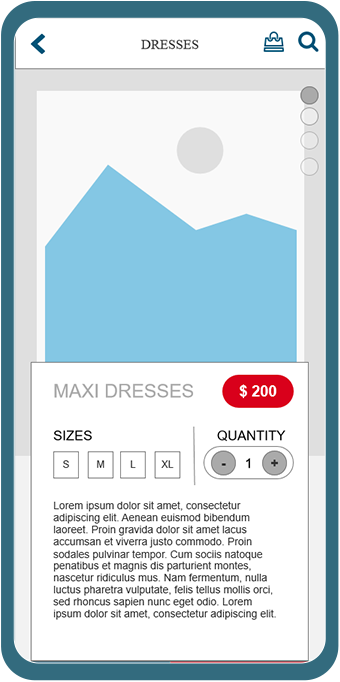 DRESSES
MAXI DRESSES
$ 200
SIZES
QUANTITY
S M L XL
- 1 +
Lorem ipsum dolor sit amet, consectetur
adipiscing elit. Aenean euismod bibendum
laoreet. Proin gravida dolor sit amet lacus
accumsan et viverra justo commodo. Proin
sodales pulvinar tempor. Cum sociis natoque
penatibus et magnis dis parturient montes,
nascetur ridiculus mus. Nam fermentum, nulla
luctus pharetra vulputate, felis tellus mollis orci,
sed rhoncus sapien nunc eget odio. Lorem
ipsum dolor sit amet, consectetur adipiscing elit.